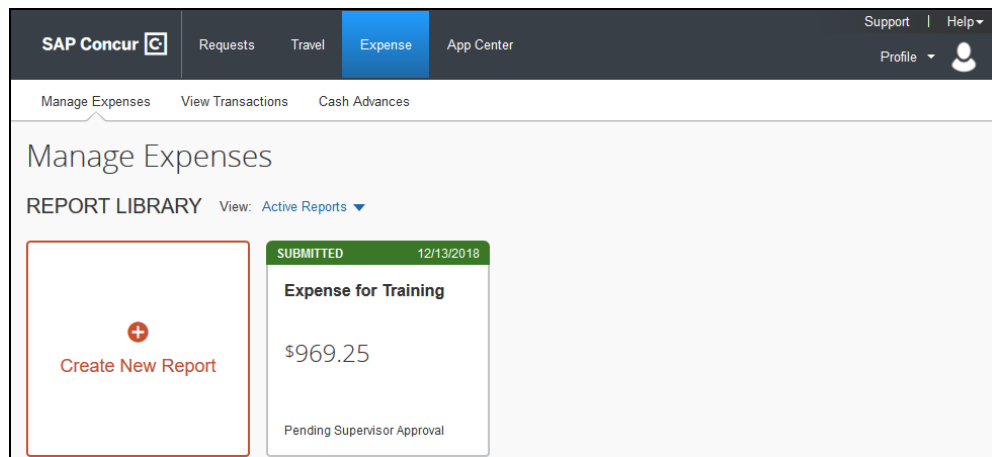 Support | Help
SAP Concur C Requests Travel Expense App Center
Profile
Manage Expenses View Transactions Cash Advances
Manage Expenses
REPORT LIBRARY View: Active Reports
SUBMITTED 12/13/2018
Expense for Training
$969.25
Create New Report
Pending Supervisor Approval